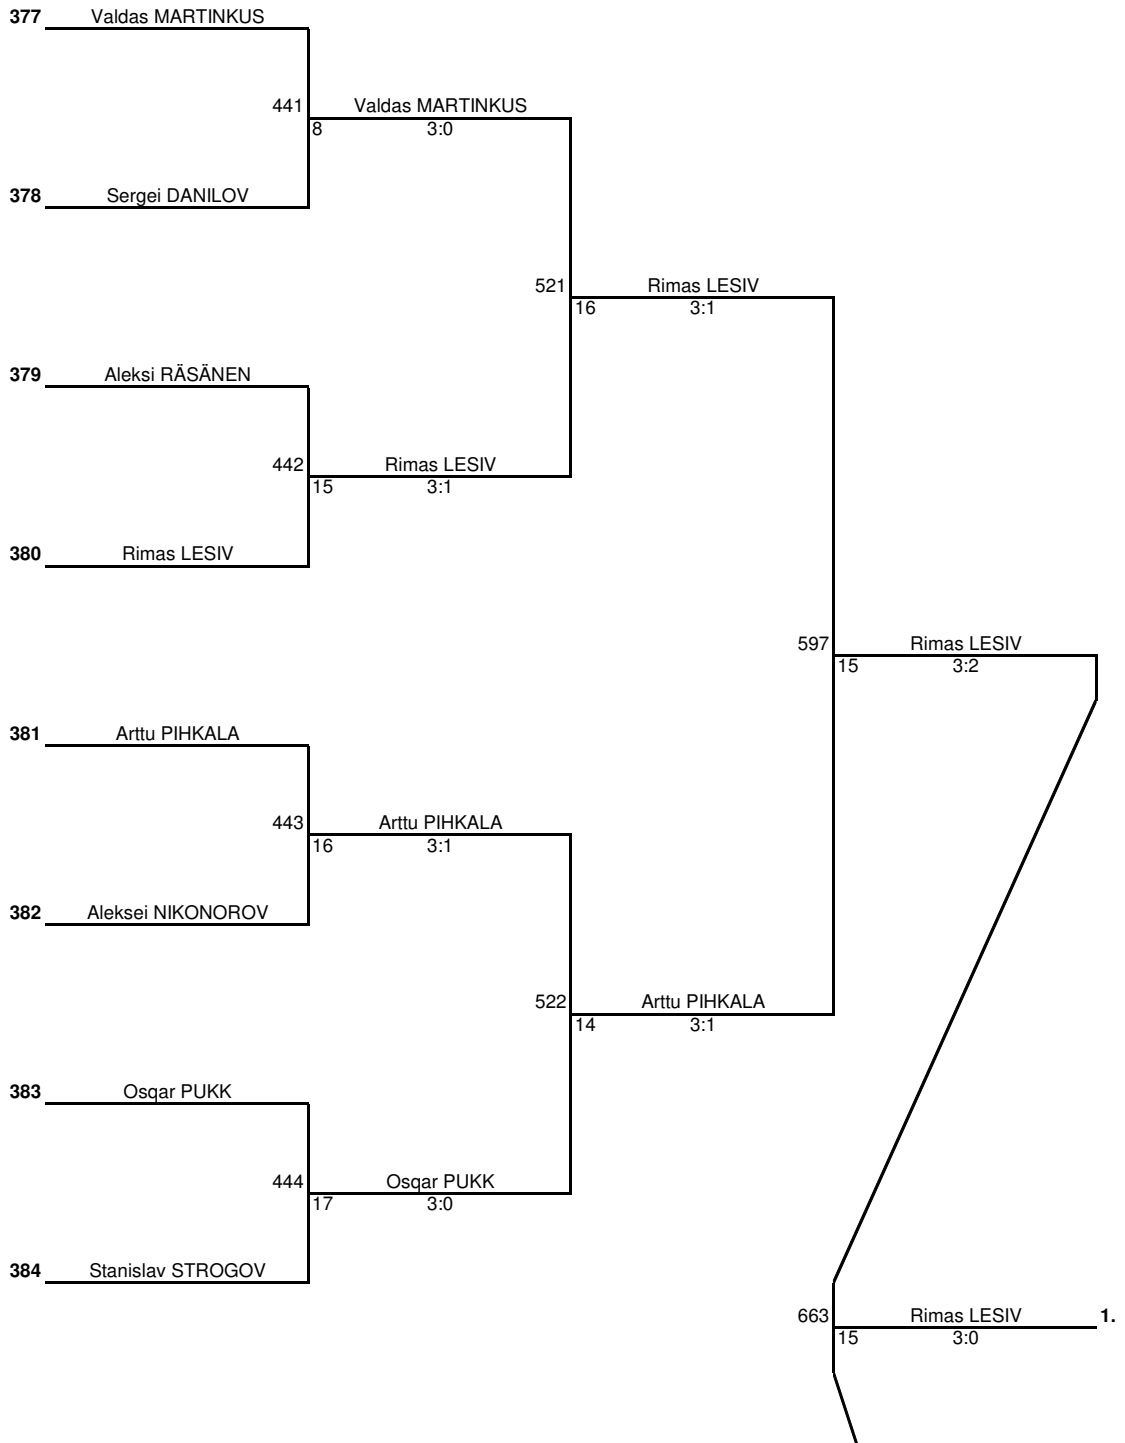 377 Valdas MARTINKUS
441 Valdas MARTINKUS
8 3:0
378 Sergei DANILOV
521 Rimas LESIV
16 3:1
379 Aleksi RÄSÄNEN
442 Rimas LESIV
15 3:1
380 Rimas LESIV
597 Rimas LESIV
15 3:2
381 Arttu PIHKALA
443 Arttu PIHKALA
16 3:1
382 Aleksei NIKONOROV
522 Arttu PIHKALA
14 3:1
383 Osqar PUKK
444 Osqar PUKK
17 3:0
384 Stanislav STROGOV
663 Rimas LESIV 1.
15 3:0